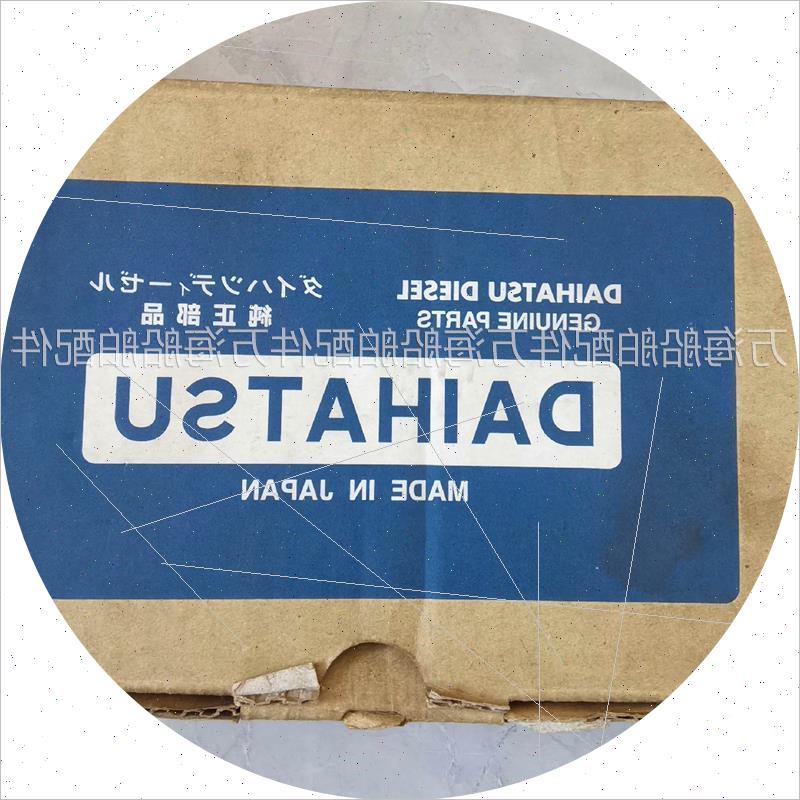 DAIHATSU DIESEL ダイハツディーゼル
GENUINE PARTS 純正部品
万海船舶配件万海船舶配件万海船舶配件
DAIHATSU
MADE IN JAPAN